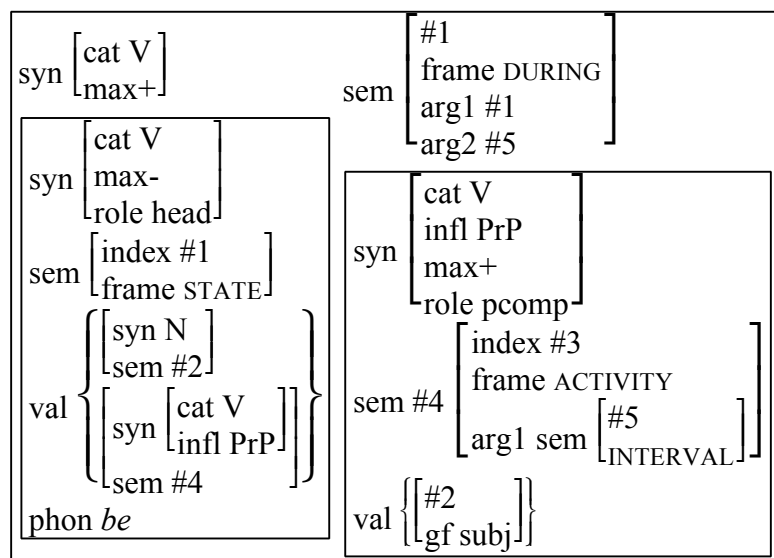 syn [cat V
max+]
sem [#1
frame DURING
arg1 #1
arg2 #5]
syn [cat V
max-
role head]
sem [index #1
frame STATE]
val {[syn N
sem #2]
[syn [cat V
infl PrP]
sem #4]}
phon be
syn [cat V
infl PrP
max+
role pcomp]
sem #4 [index #3
frame ACTIVITY
arg1 sem [#5
INTERVAL]]
val {[#2
gf subj]}